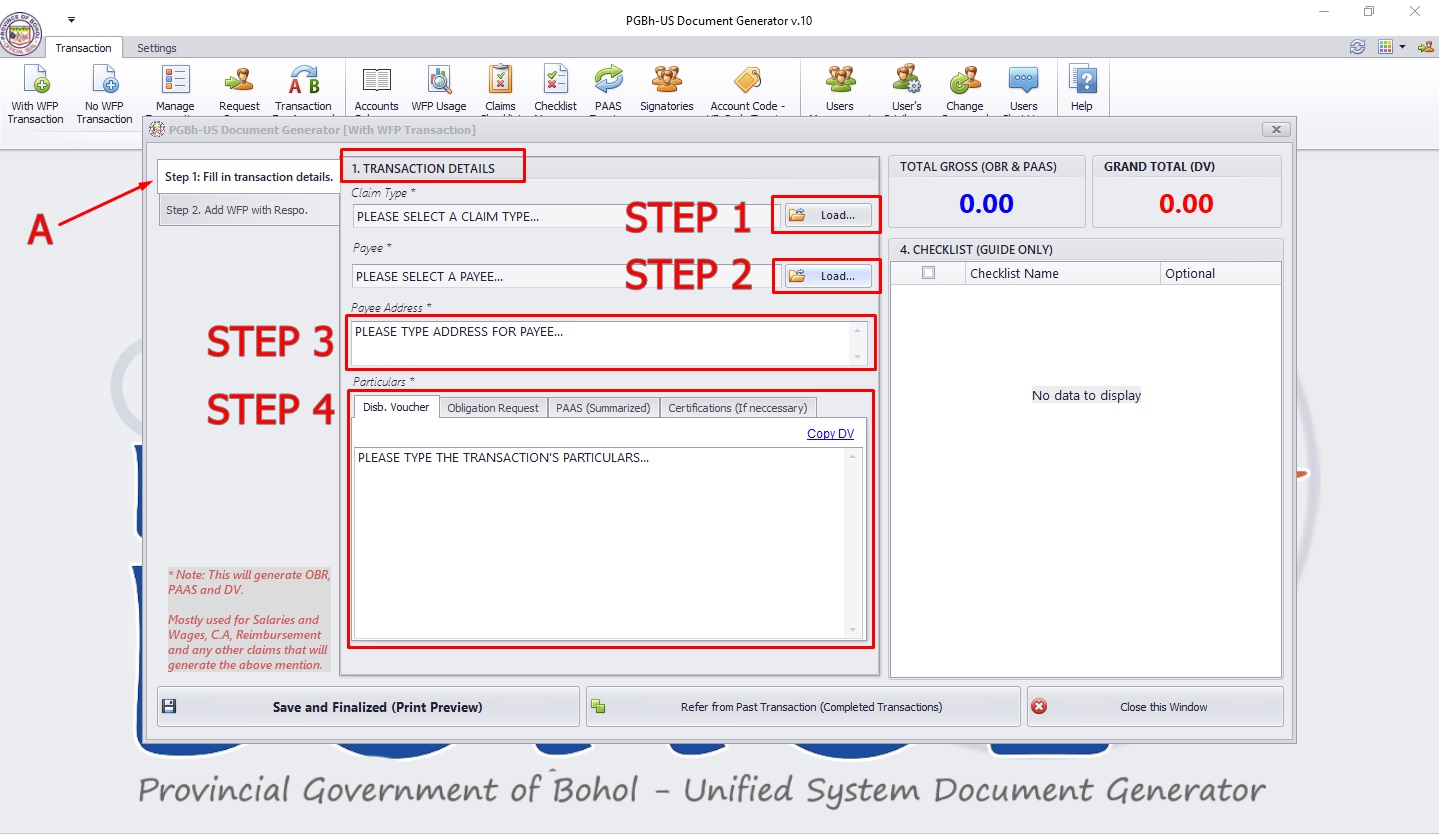 PGBh-US Document Generator v.10
Transaction
Settings
With WFP
Transaction
No WFP
Transaction
Manage
Request
Transaction
Accounts
WFP Usage
Claims
Checklist
PAAS
Signatories
Account Code -
Users
User's
Change
Users
Help
PGBh-US Document Generator [With WFP Transaction]
A
Step 1: Fill in transaction details.
Step 2. Add WFP with Respo.
1. TRANSACTION DETAILS
Claim Type *
PLEASE SELECT A CLAIM TYPE...
STEP 1
Load...
Payee *
PLEASE SELECT A PAYEE...
STEP 2
Load...
Payee Address *
STEP 3
PLEASE TYPE ADDRESS FOR PAYEE...
Particulars *
STEP 4
Disb. Voucher
Obligation Request
PAAS (Summarized)
Certifications (If neccessary)
Copy DV
PLEASE TYPE THE TRANSACTION'S PARTICULARS...
* Note: This will generate OBR,
PAAS and DV.
Mostly used for Salaries and
Wages, C.A, Reimbursement
and any other claims that will
generate the above mention.
TOTAL GROSS (OBR & PAAS)
0.00
GRAND TOTAL (DV)
0.00
4. CHECKLIST (GUIDE ONLY)
Checklist Name
Optional
No data to display
Save and Finalized (Print Preview)
Refer from Past Transaction (Completed Transactions)
Close this Window
Provincial Government of Bohol - Unified System Document Generator